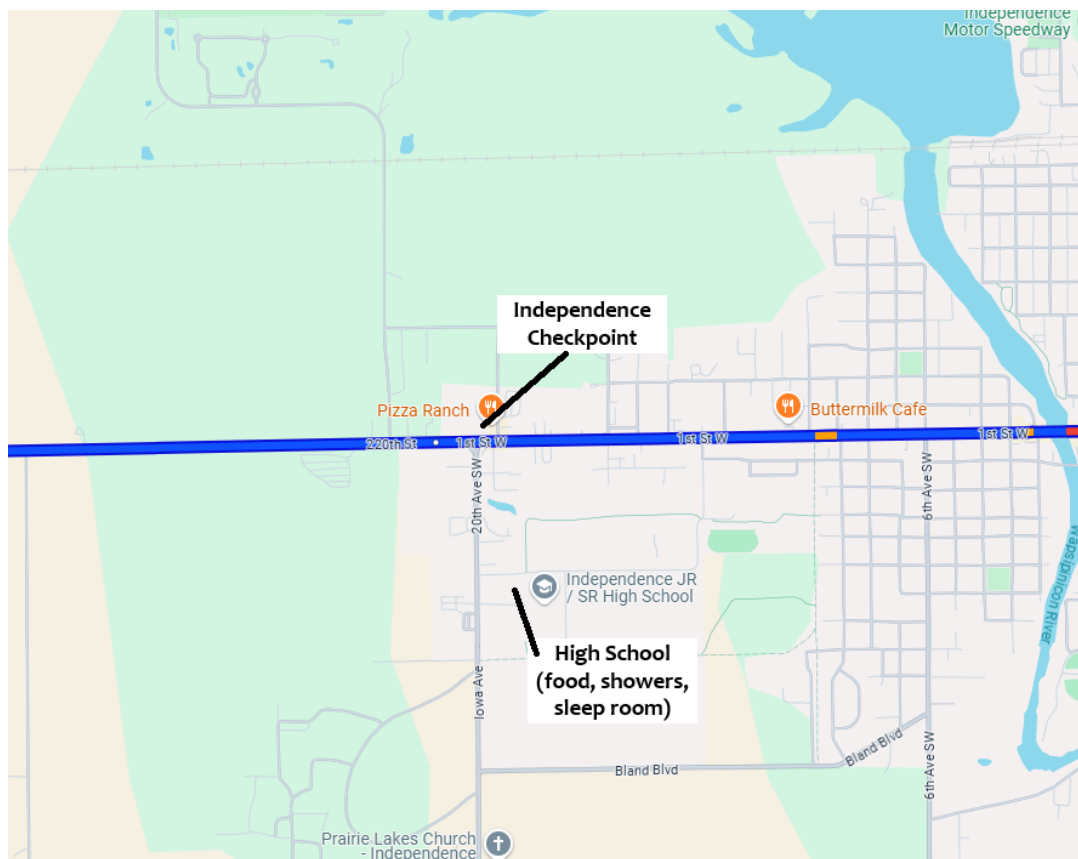 Independence
Motor Speedway
Independence
Checkpoint
Pizza Ranch
Buttermilk Cafe
220th St
1st St W
1st St W
1st St W
20th Ave SW
6th Ave SW
Wapsipinicon River
Independence JR
/ SR High School
High School
(food, showers,
sleep room)
Iowa Ave
Bland Blvd
Bland Blvd
6th Ave SW
Prairie Lakes Church
- Independence